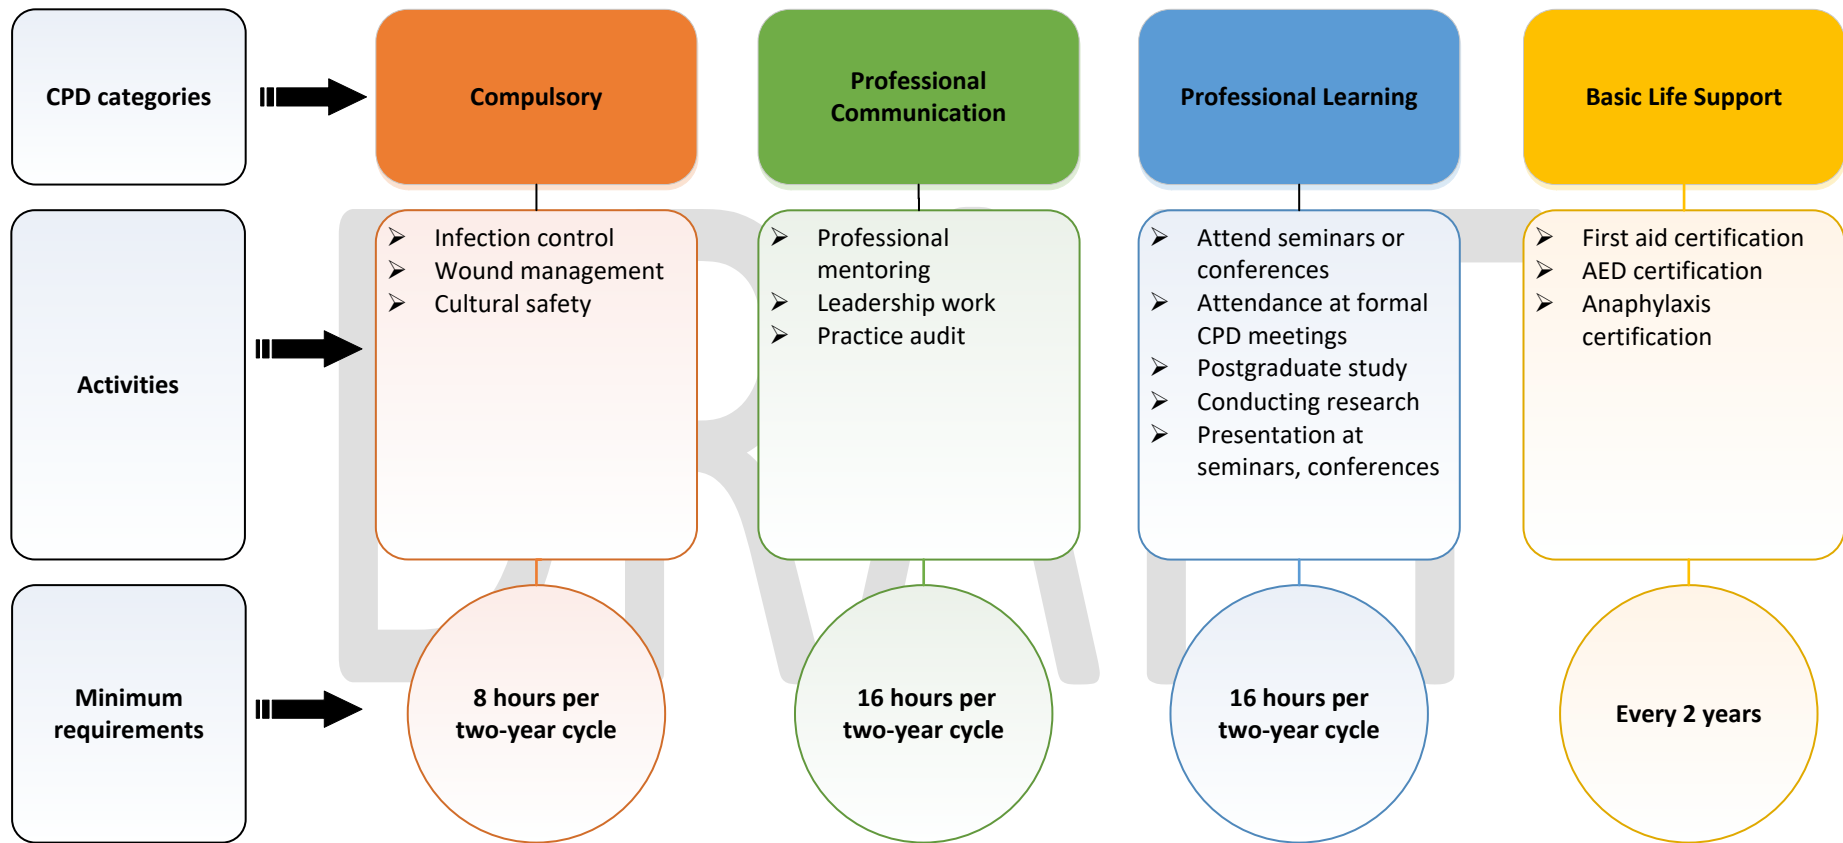 CPD categories
Compulsory
Professional
Communication
Professional Learning
Basic Life Support
Activities
➢ Infection control
➢ Wound management
➢ Cultural safety
➢ Professional
mentoring
➢ Leadership work
➢ Practice audit
➢ Attend seminars or
conferences
➢ Attendance at formal
CPD meetings
➢ Postgraduate study
➢ Conducting research
➢ Presentation at
seminars, conferences
➢ First aid certification
➢ AED certification
➢ Anaphylaxis
certification
Minimum
requirements
8 hours per
two-year cycle
16 hours per
two-year cycle
16 hours per
two-year cycle
Every 2 years
DRAFT